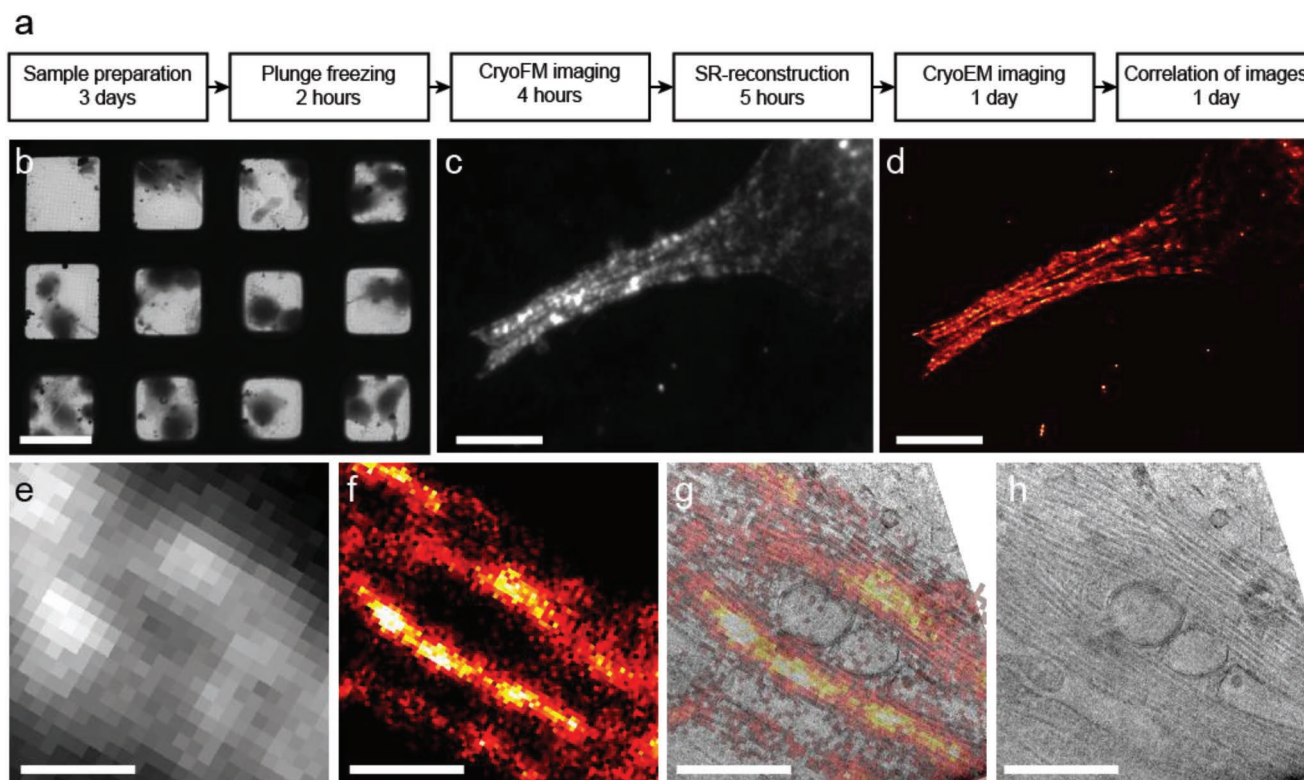 a
Sample preparation
3 days
Plunge freezing
2 hours
CryoFM imaging
4 hours
SR-reconstruction
5 hours
CryoEM imaging
1 day
Correlation of images
1 day
b
c
d
e
f
g
h